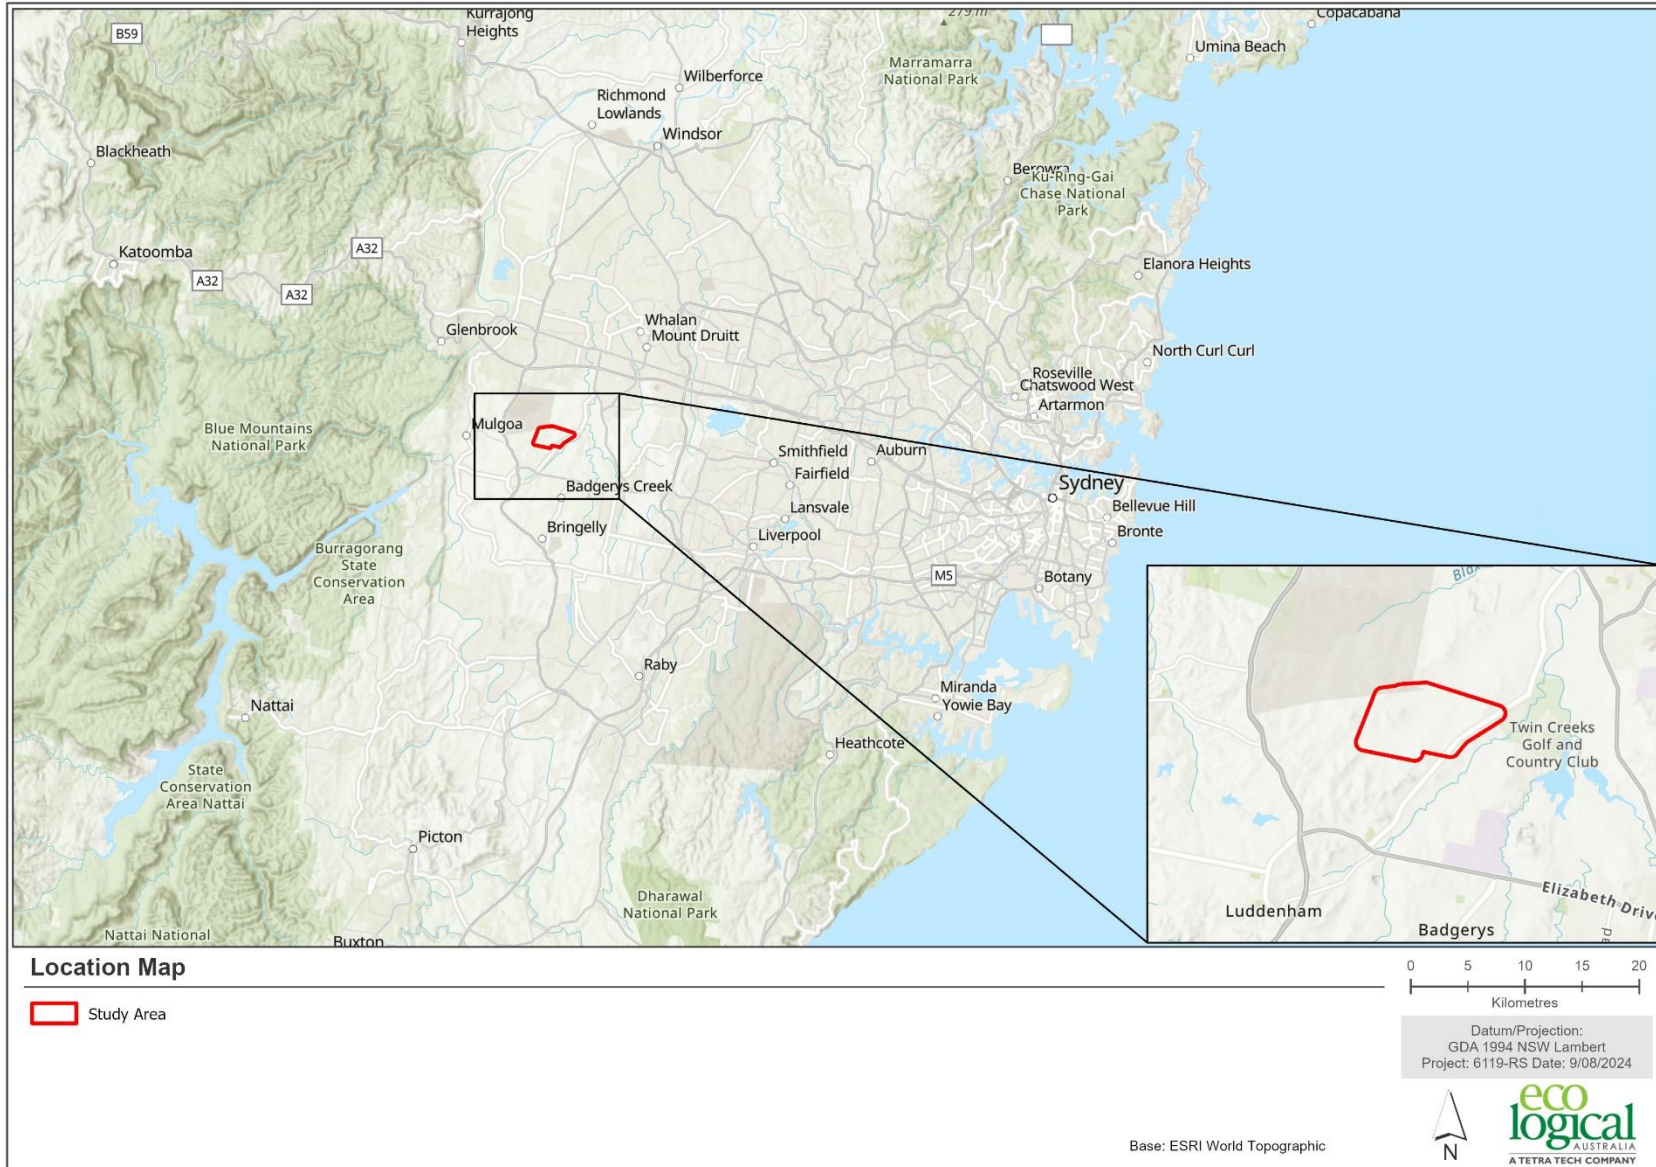 Kurrajong
Heights
279 m
Copacabana
B59
Umina Beach
Marramarra
National Park
Wilberforce
Richmond
Lowlands
Windsor
Blackheath
Berowra
Ku-Ring-Gai
Chase National
Park
Katoomba
A32
A32
A32
Elanora Heights
Glenbrook
Whalan
Mount Druitt
North Curl Curl
Roseville
Chatswood West
Artarmon
Blue Mountains
National Park
Mulgoa
Smithfield
Auburn
Fairfield
Sydney
Badgerys Creek
Lansvale
Bellevue Hill
Bringelly
Liverpool
Bronte
Burragorang
State
Conservation
Area
M5
Botany
Raby
Miranda
Yowie Bay
Nattai
Heathcote
State
Conservation
Area Nattai
Picton
Dharawal
National Park
Nattai National
Buxton
Twin Creeks
Golf and
Country Club
Elizabeth Drive
Luddenham
Badgerys
Location Map
Study Area
0 5 10 15 20
Kilometres
Datum/Projection:
GDA 1994 NSW Lambert
Project: 6119-RS Date: 9/08/2024
N
eco
logical
AUSTRALIA
A TETRA TECH COMPANY
Base: ESRI World Topographic